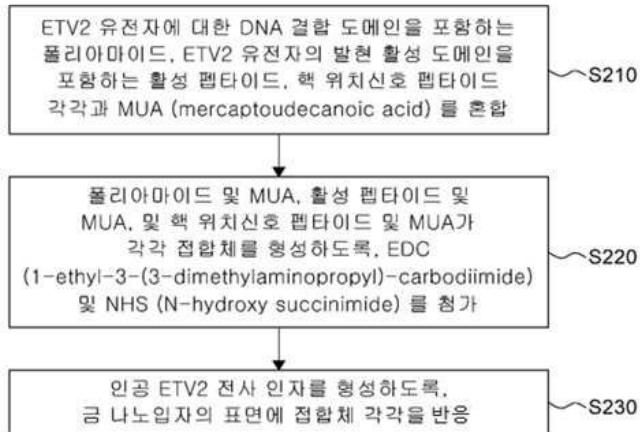 ETV2 유전자에 대한 DNA 결합 도메인을 포함하는
폴리아마이드, ETV2 유전자의 발현 활성 도메인을
포함하는 활성 펩타이드, 핵 위치신호 펩타이드
각각과 MUA (mercaptoudecanoic acid) 를 혼합
S210
폴리아마이드 및 MUA, 활성 펩타이드 및
MUA, 및 핵 위치신호 펩타이드 및 MUA가
각각 접합체를 형성하도록, EDC
(1-ethyl-3-(3-dimethylaminopropyl)-carbodiimide)
및 NHS (N-hydroxy succinimide) 를 첨가
S220
인공 ETV2 전사 인자를 형성하도록,
금 나노입자의 표면에 접합체 각각을 반응
S230